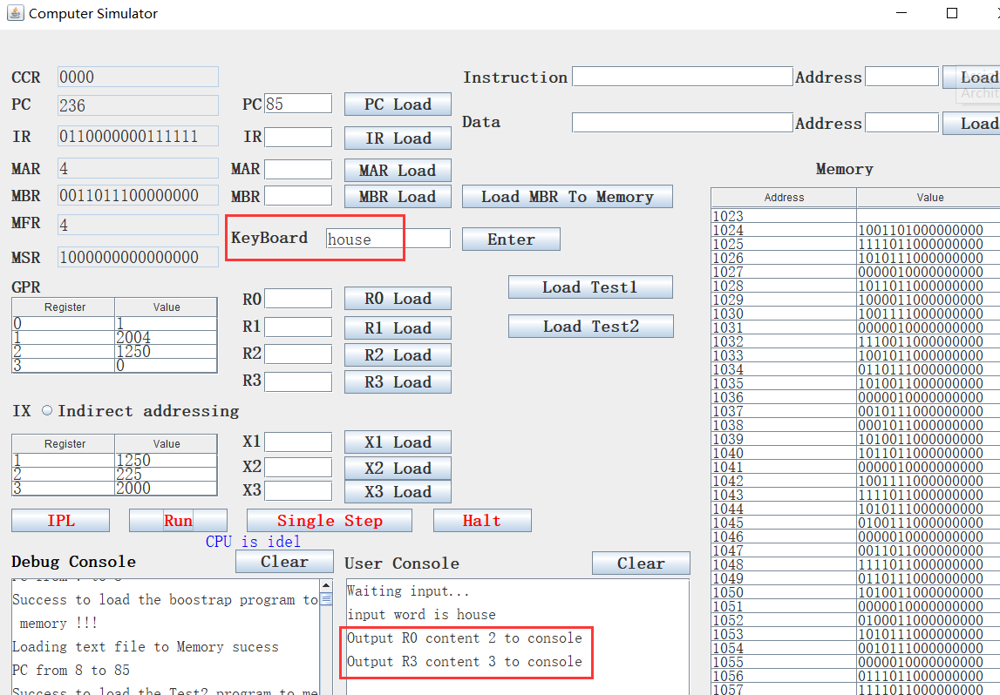 Computer Simulator
CCR 0000 Instruction Address Load
PC 236 PC 85 PC Load
IR 0110000000111111 IR IR Load Data Address Load
MAR 4 MAR MAR Load Memory
MBR 0011011100000000 MBR MBR Load Load MBR To Memory
MFR 4
MSR 1000000000000000 KeyBoard house Enter
GPR
Register Value
0 1
1 2004
2 1250
3 0
R0 R0 Load
R1 R1 Load
R2 R2 Load
R3 R3 Load
Load Test1
Load Test2
IX Indirect addressing
Register Value
1 1250
2 225
3 2000
X1 X1 Load
X2 X2 Load
X3 X3 Load
IPL Run Single Step Halt
CPU is idel
Debug Console Clear
Success to load the boostrap program to
memory !!!
Loading text file to Memory sucess
PC from 8 to 85
Success to load the Test2 program to me
User Console Clear
Waiting input...
input word is house
Output R0 content 2 to console
Output R3 content 3 to console
Address Value
1023
1024 1001101000000000
1025 1111011000000000
1026 1010111000000000
1027 0000010000000000
1028 1011011000000000
1029 1000011000000000
1030 1001111000000000
1031 0000010000000000
1032 1110011000000000
1033 1001011000000000
1034 0110111000000000
1035 1010011000000000
1036 0000010000000000
1037 0010111000000000
1038 0001011000000000
1039 1010011000000000
1040 1011011000000000
1041 0000010000000000
1042 1001111000000000
1043 1111011000000000
1044 1010111000000000
1045 0100111000000000
1046 0000010000000000
1047 0011011000000000
1048 1111011000000000
1049 0110111000000000
1050 1010011000000000
1051 0000010000000000
1052 0100011000000000
1053 1010111000000000
1054 0010111000000000
1055 0000010000000000
1056 0111011000000000
1057 1111011000000000